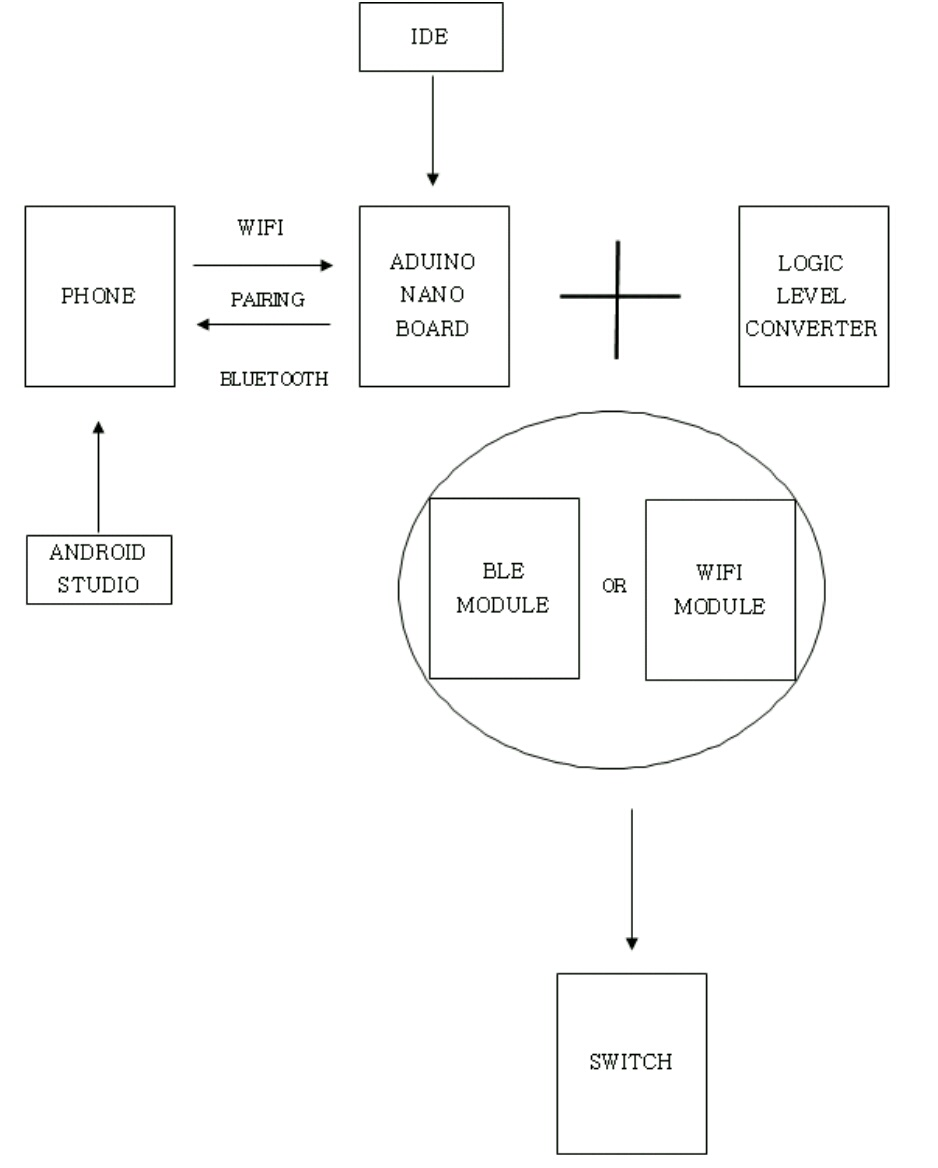 IDE
WIFI
PHONE
PAIRING
BLUETOOTH
ADUINO
NANO
BOARD
LOGIC
LEVEL
CONVERTER
ANDROID
STUDIO
BLE
MODULE
OR
WIFI
MODULE
SWITCH